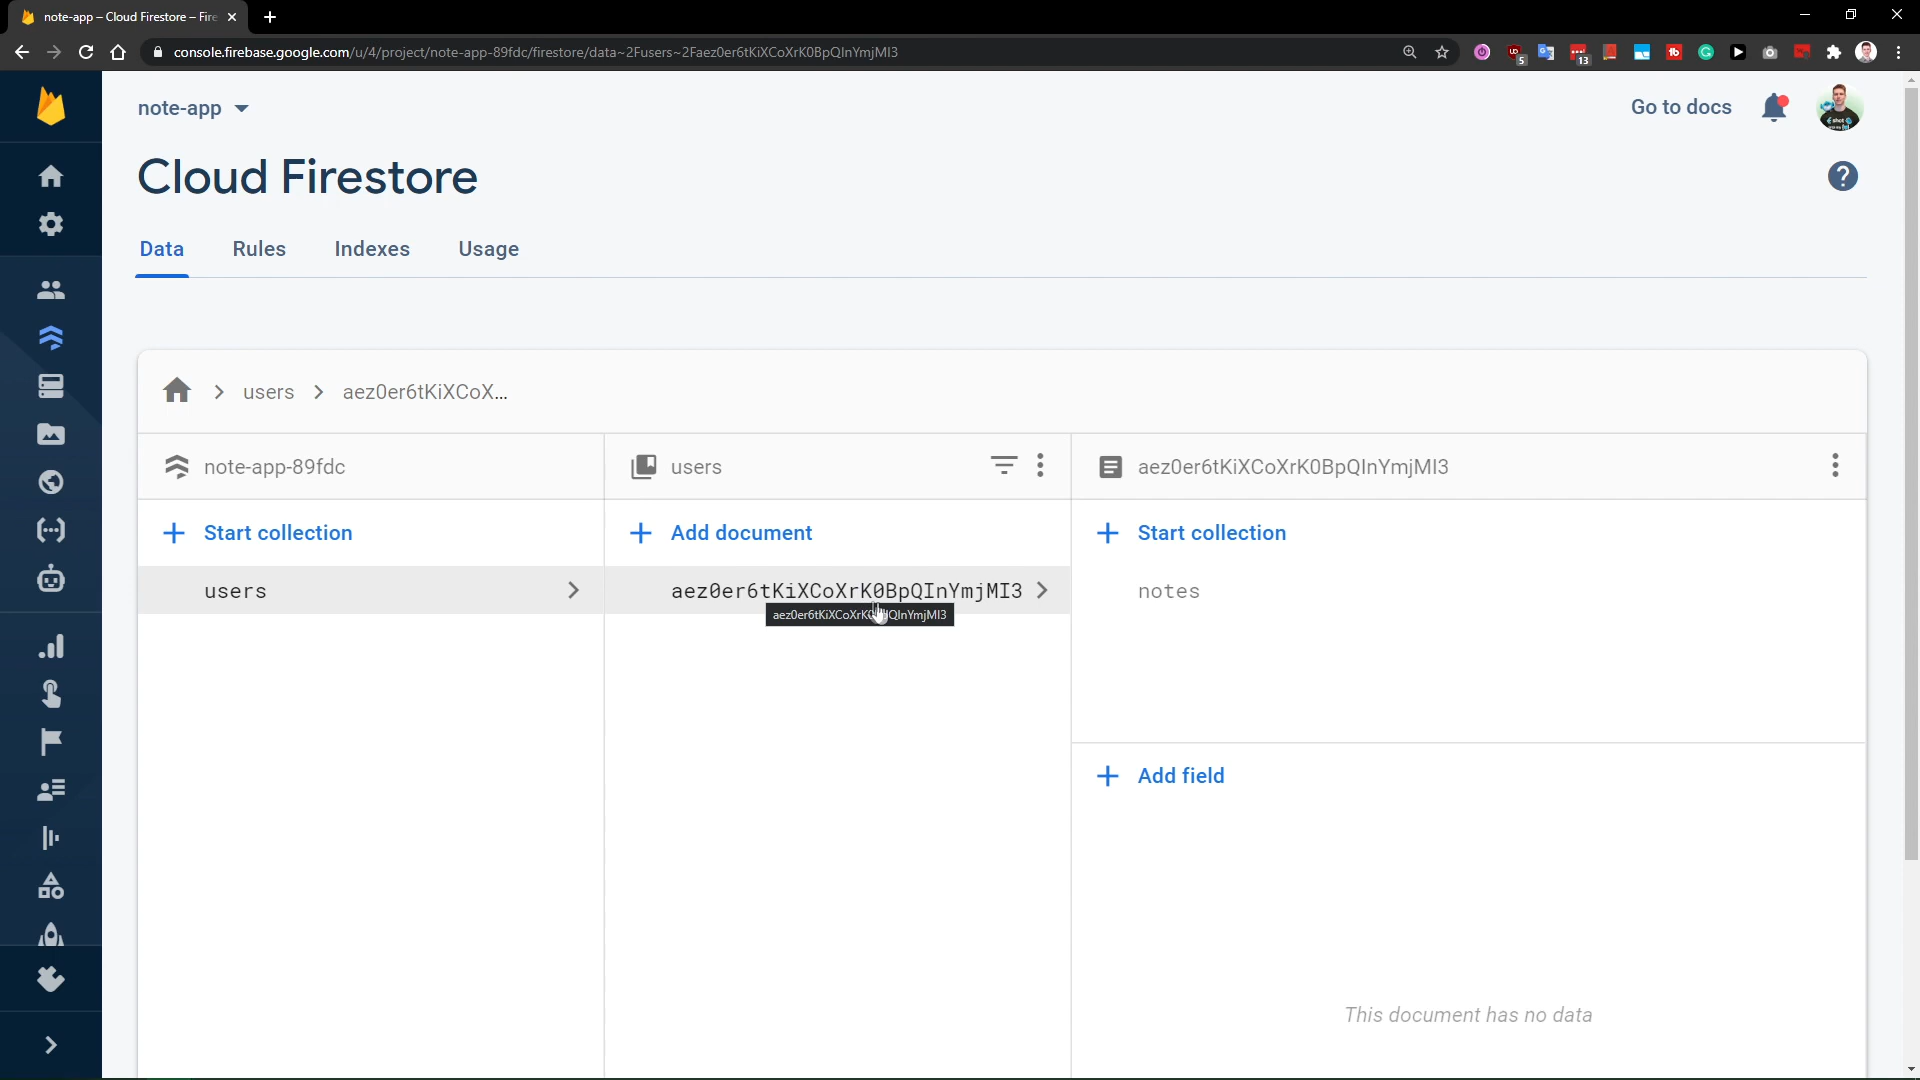 note-app – Cloud Firestore – Fire
console.firebase.google.com/u/4/project/note-app-89fdc/firestore/data~2Fusers~2Faez0er6tKiXCoXrK0BpQInYmjMI3
5
13
note-app
Go to docs
Cloud Firestore
Data Rules Indexes Usage
users
aez0er6tKiXCoX...
note-app-89fdc
users
aez0er6tKiXCoXrK0BpQInYmjMI3
Start collection
Add document
Start collection
users
aez0er6tKiXCoXrK0BpQInYmjMI3
notes
Add field
This document has no data